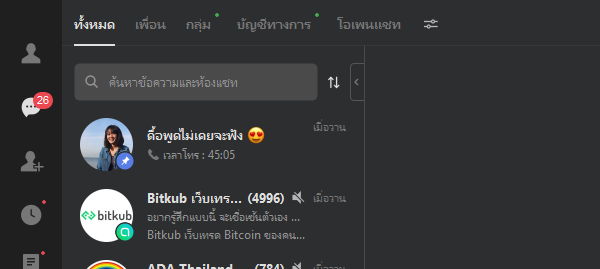 ทั้งหมด เพื่อน กลุ่ม บัญชีทางการ โอเพนแชท
26
ค้นหาข้อความและห้องแชท
ดื้อพูดไม่เคยจะฟัง 😍 เมื่อวาน
เวลาโทร : 45:05
Bitkub เว็บเทร... (4996) เมื่อวาน
bitkub
อยากรู้สึกแบบนี้ จะเชื่อเซ้นตัวเอง ...
Bitkub เว็บเทรด Bitcoin ของคน...
ADA Thailand ... (784) เมื่อวาน